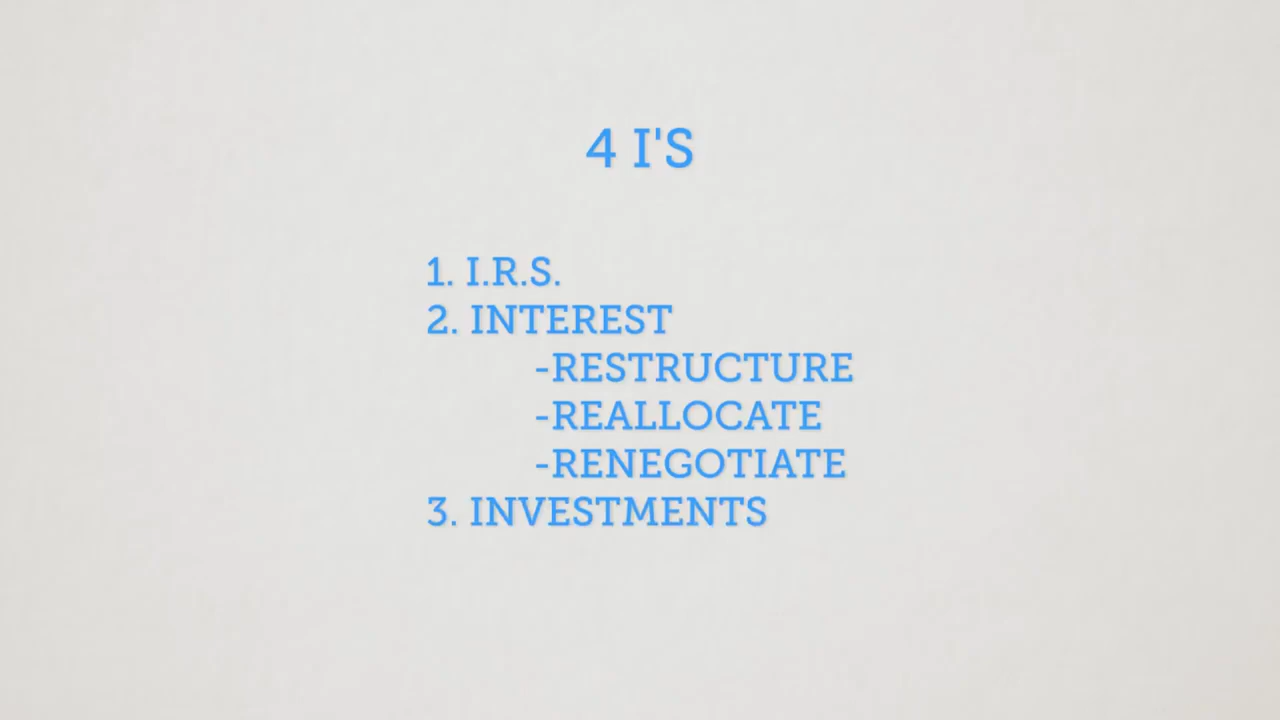 4 I'S
1. I.R.S.
2. INTEREST
-RESTRUCTURE
-REALLOCATE
-RENEGOTIATE
3. INVESTMENTS